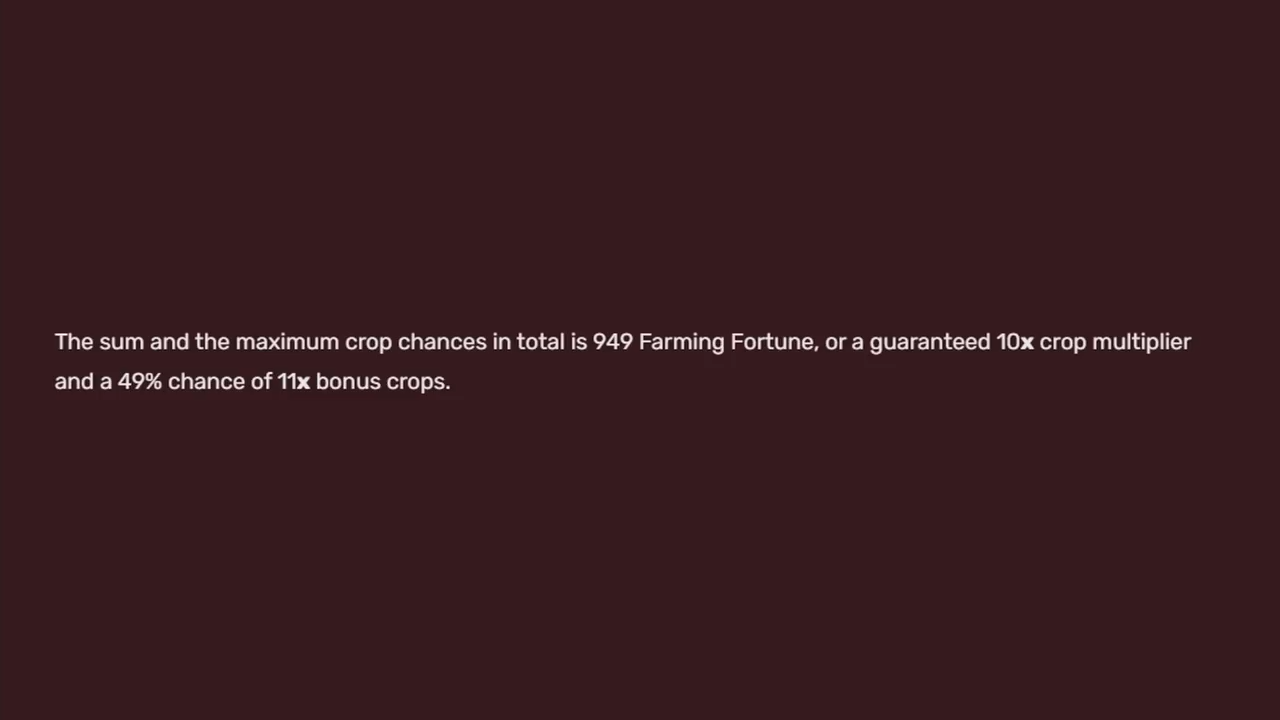 The sum and the maximum crop chances in total is 949 Farming Fortune, or a guaranteed 10x crop multiplier
and a 49% chance of 11x bonus crops.